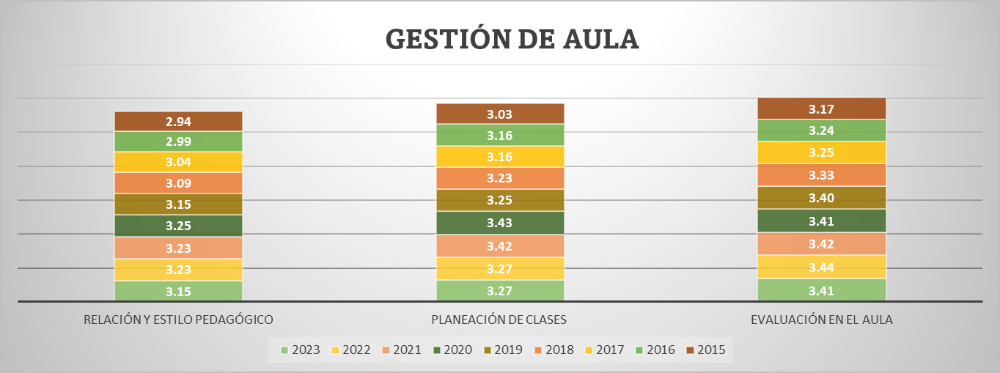 GESTIÓN DE AULA
2.94 3.03 3.17
2.99 3.16 3.24
3.04 3.16 3.25
3.09 3.23 3.33
3.15 3.25 3.40
3.25 3.43 3.41
3.23 3.42 3.42
3.23 3.27 3.44
3.15 3.27 3.41
RELACIÓN Y ESTILO PEDAGÓGICO PLANEACIÓN DE CLASES EVALUACIÓN EN EL AULA
2023 2022 2021 2020 2019 2018 2017 2016 2015